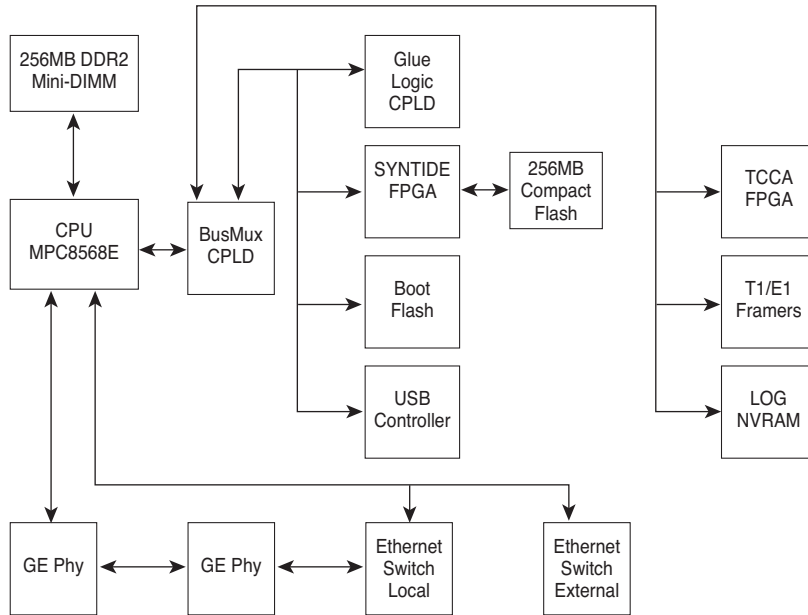 256MB DDR2
Mini-DIMM
Glue
Logic
CPLD
SYNTIDE
FPGA
256MB
Compact
Flash
TCCA
FPGA
CPU
MPC8568E
BusMux
CPLD
Boot
Flash
T1/E1
Framers
USB
Controller
LOG
NVRAM
GE Phy
GE Phy
Ethernet
Switch
Local
Ethernet
Switch
External